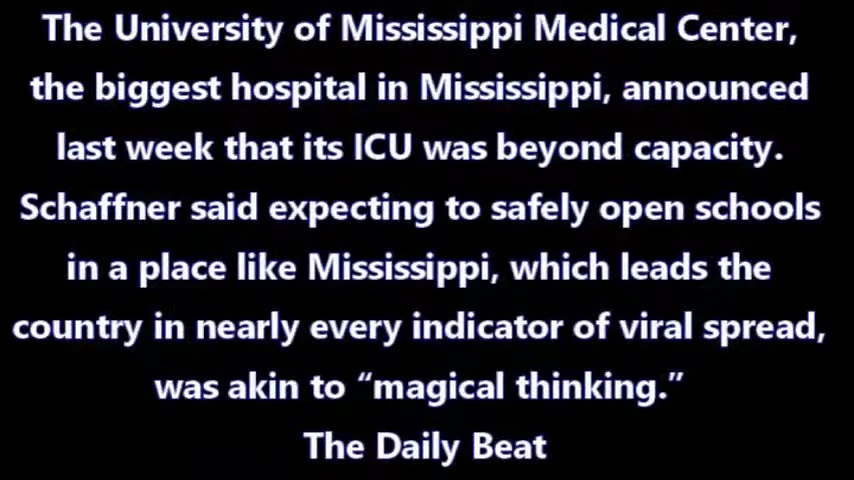 The University of Mississippi Medical Center,
the biggest hospital in Mississippi, announced
last week that its ICU was beyond capacity.
Schaffner said expecting to safely open schools
in a place like Mississippi, which leads the
country in nearly every indicator of viral spread,
was akin to “magical thinking.”
The Daily Beat